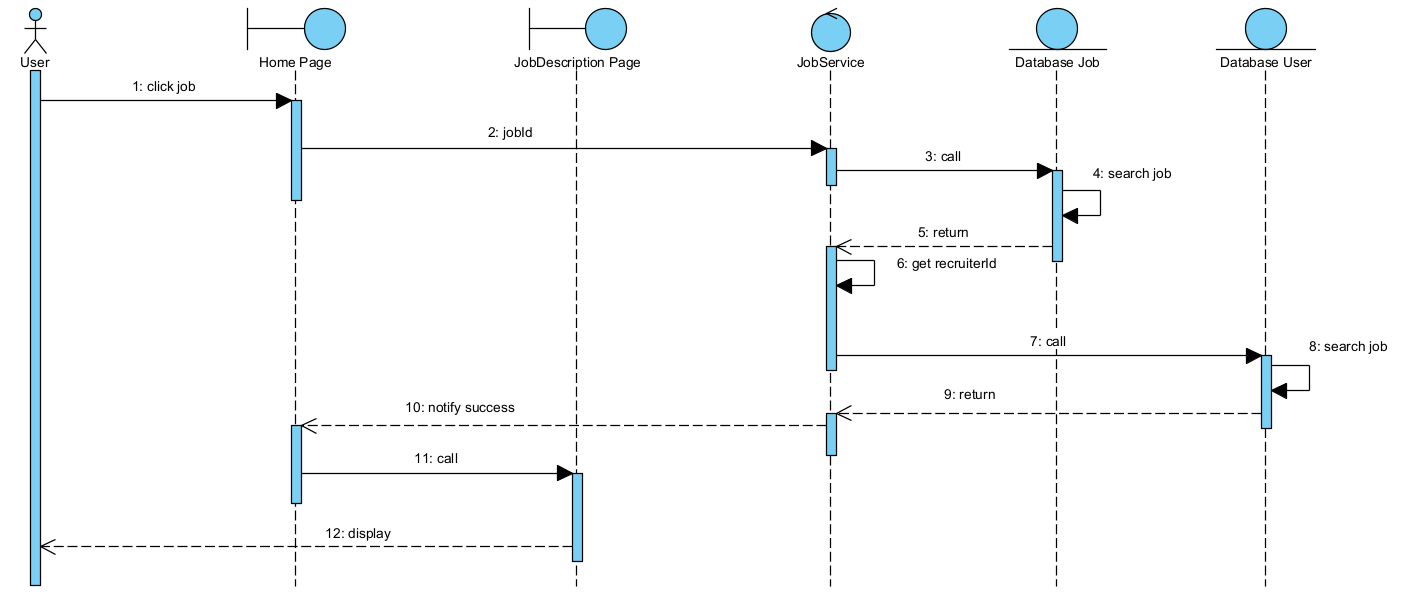 User
Home Page
JobDescription Page
JobService
Database Job
Database User
1: click job
2: jobId
3: call
4: search job
5: return
6: get recruiterId
7: call
8: search job
9: return
10: notify success
11: call
12: display